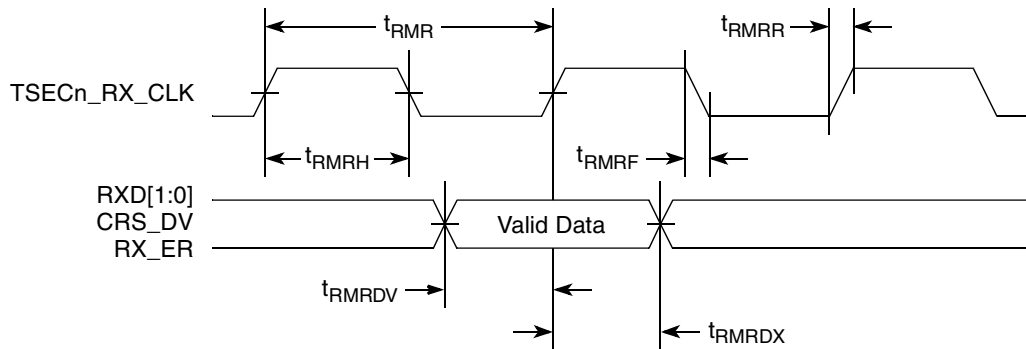 tRMR
tRMRR
TSECn_RX_CLK
tRMRH
tRMRF
RXD[1:0]
CRS_DV
RX_ER
Valid Data
tRMRDV
tRMRDX